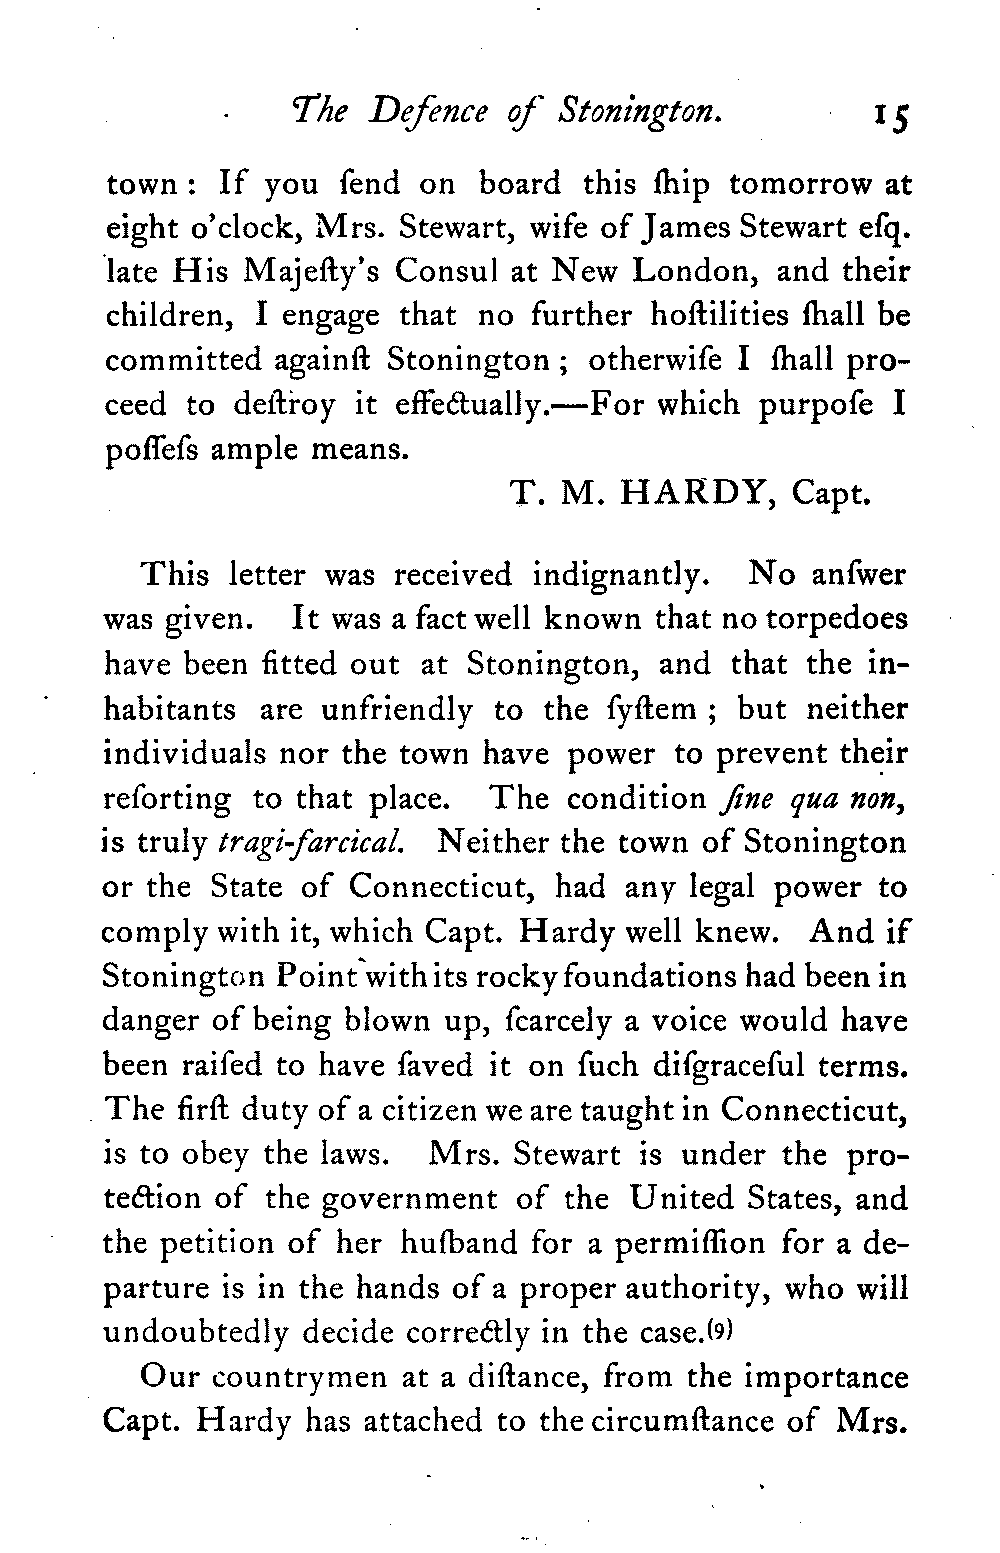 The Defence of Stonington. 15
town : If you ſend on board this ſhip tomorrow at
eight o'clock, Mrs. Stewart, wife of James Stewart eſq.
late His Majeſty's Consul at New London, and their
children, I engage that no further hoſtilities ſhall be
committed againſt Stonington ; otherwiſe I ſhall pro-
ceed to deſtroy it effectually.—For which purpoſe I
poſſeſs ample means.
T. M. HARDY, Capt.
This letter was received indignantly. No anſwer
was given. It was a fact well known that no torpedoes
have been fitted out at Stonington, and that the in-
habitants are unfriendly to the ſyſtem ; but neither
individuals nor the town have power to prevent their
reſorting to that place. The condition ſine qua non,
is truly tragi-farcical. Neither the town of Stonington
or the State of Connecticut, had any legal power to
comply with it, which Capt. Hardy well knew. And if
Stonington Point with its rocky foundations had been in
danger of being blown up, ſcarcely a voice would have
been raiſed to have ſaved it on ſuch diſgraceful terms.
The firſt duty of a citizen we are taught in Connecticut,
is to obey the laws. Mrs. Stewart is under the pro-
tection of the government of the United States, and
the petition of her huſband for a permiſſion for a de-
parture is in the hands of a proper authority, who will
undoubtedly decide correctly in the case.(9)
Our countrymen at a diſtance, from the importance
Capt. Hardy has attached to the circumſtance of Mrs.